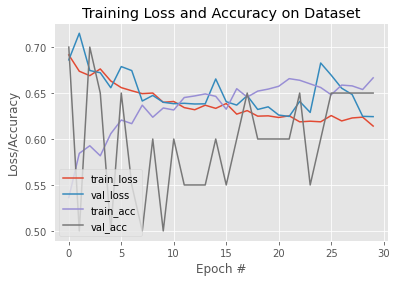 Training Loss and Accuracy on Dataset
Loss/Accuracy
0.70
0.65
0.60
0.55
0.50
train_loss
val_loss
train_acc
val_acc
0 5 10 15 20 25 30
Epoch #